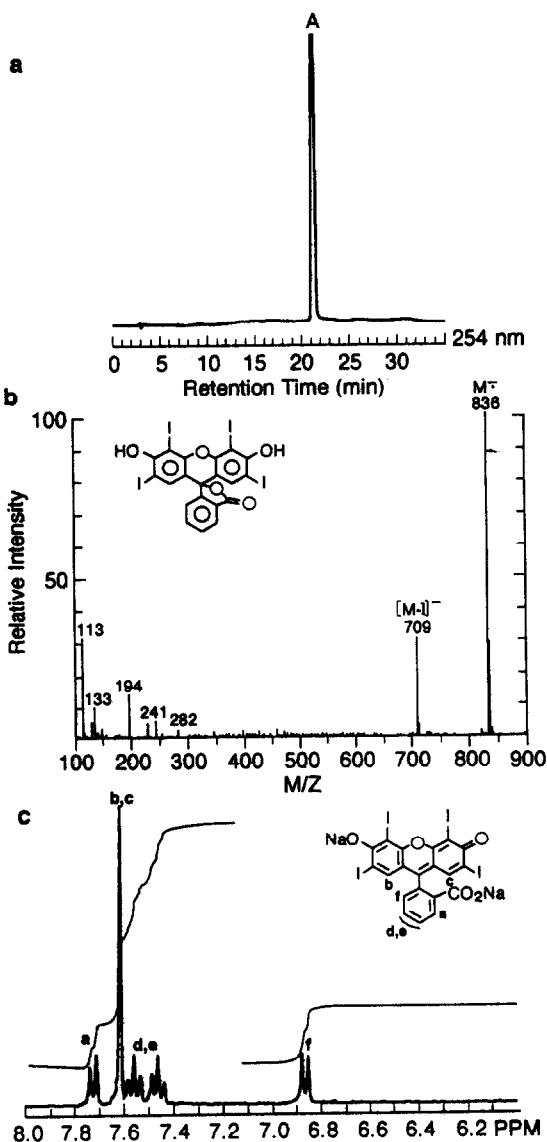 A
a
254 nm
0 5 10 15 20 25 30
Retention Time (min)
b
M⁻·
836
100
50
Relative Intensity
I I
HO O OH
I I
O
O
[M-I]⁻
709
113
133
194
241
282
100 200 300 400 500 600 700 800 900
M/Z
c
b,c
I I
NaO O O
I I
b c
f CO₂Na
a
d,e
a
d,e
f
8.0 7.8 7.6 7.4 7.2 7.0 6.8 6.6 6.4 6.2 PPM